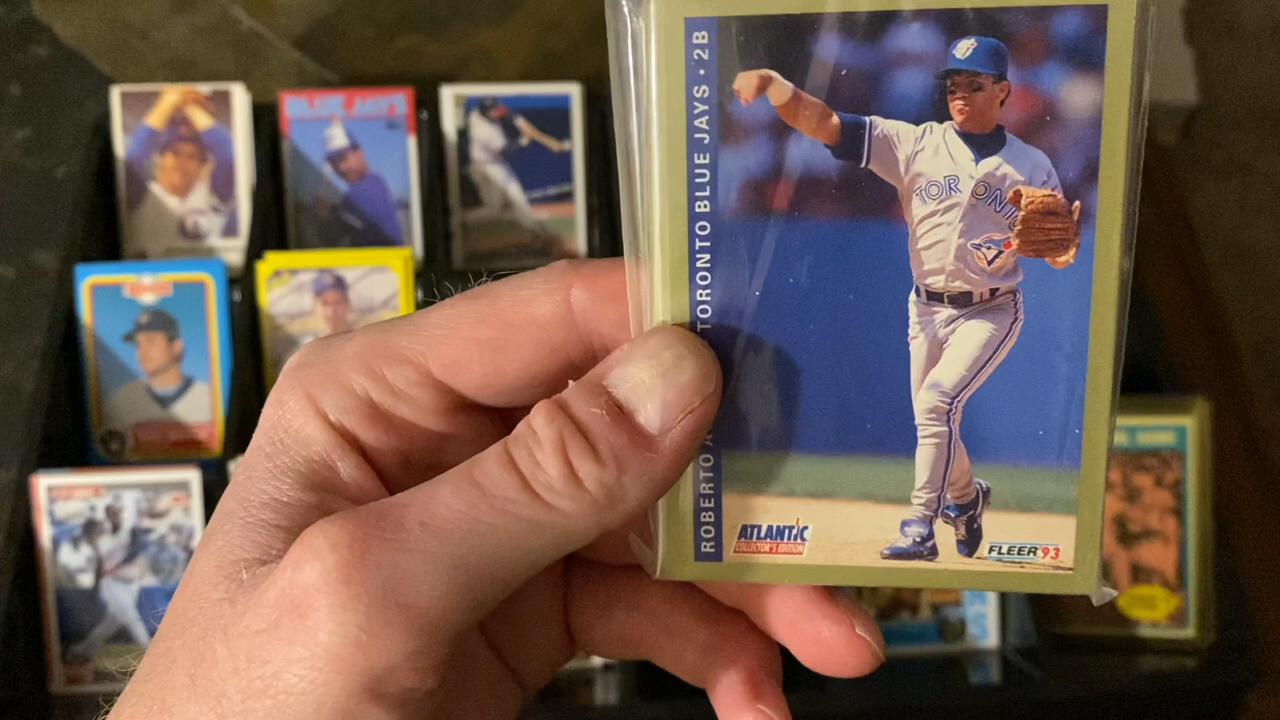 BLUE JAYS
ROBERTO A
TORONTO BLUE JAYS · 2B
TORONTO
ATLANTIC
COLLECTOR'S EDITION
FLEER '93